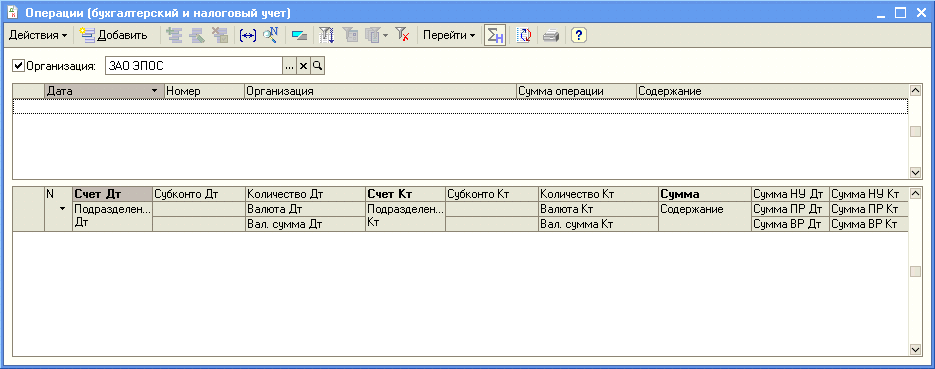 Операции (бухгалтерский и налоговый учет)
Действия Добавить Перейти
Организация: ЗАО ЭПОС ...
Дата Номер Организация Сумма операции Содержание
N Счет Дт Субконто Дт Количество Дт Счет Кт Субконто Кт Количество Кт Сумма Сумма НУ Дт Сумма НУ Кт
Подразделен... Валюта Дт Подразделен... Валюта Кт Содержание Сумма ПР Дт Сумма ПР Кт
Дт Вал. сумма Дт Кт Вал. сумма Кт Сумма ВР Дт Сумма ВР Кт